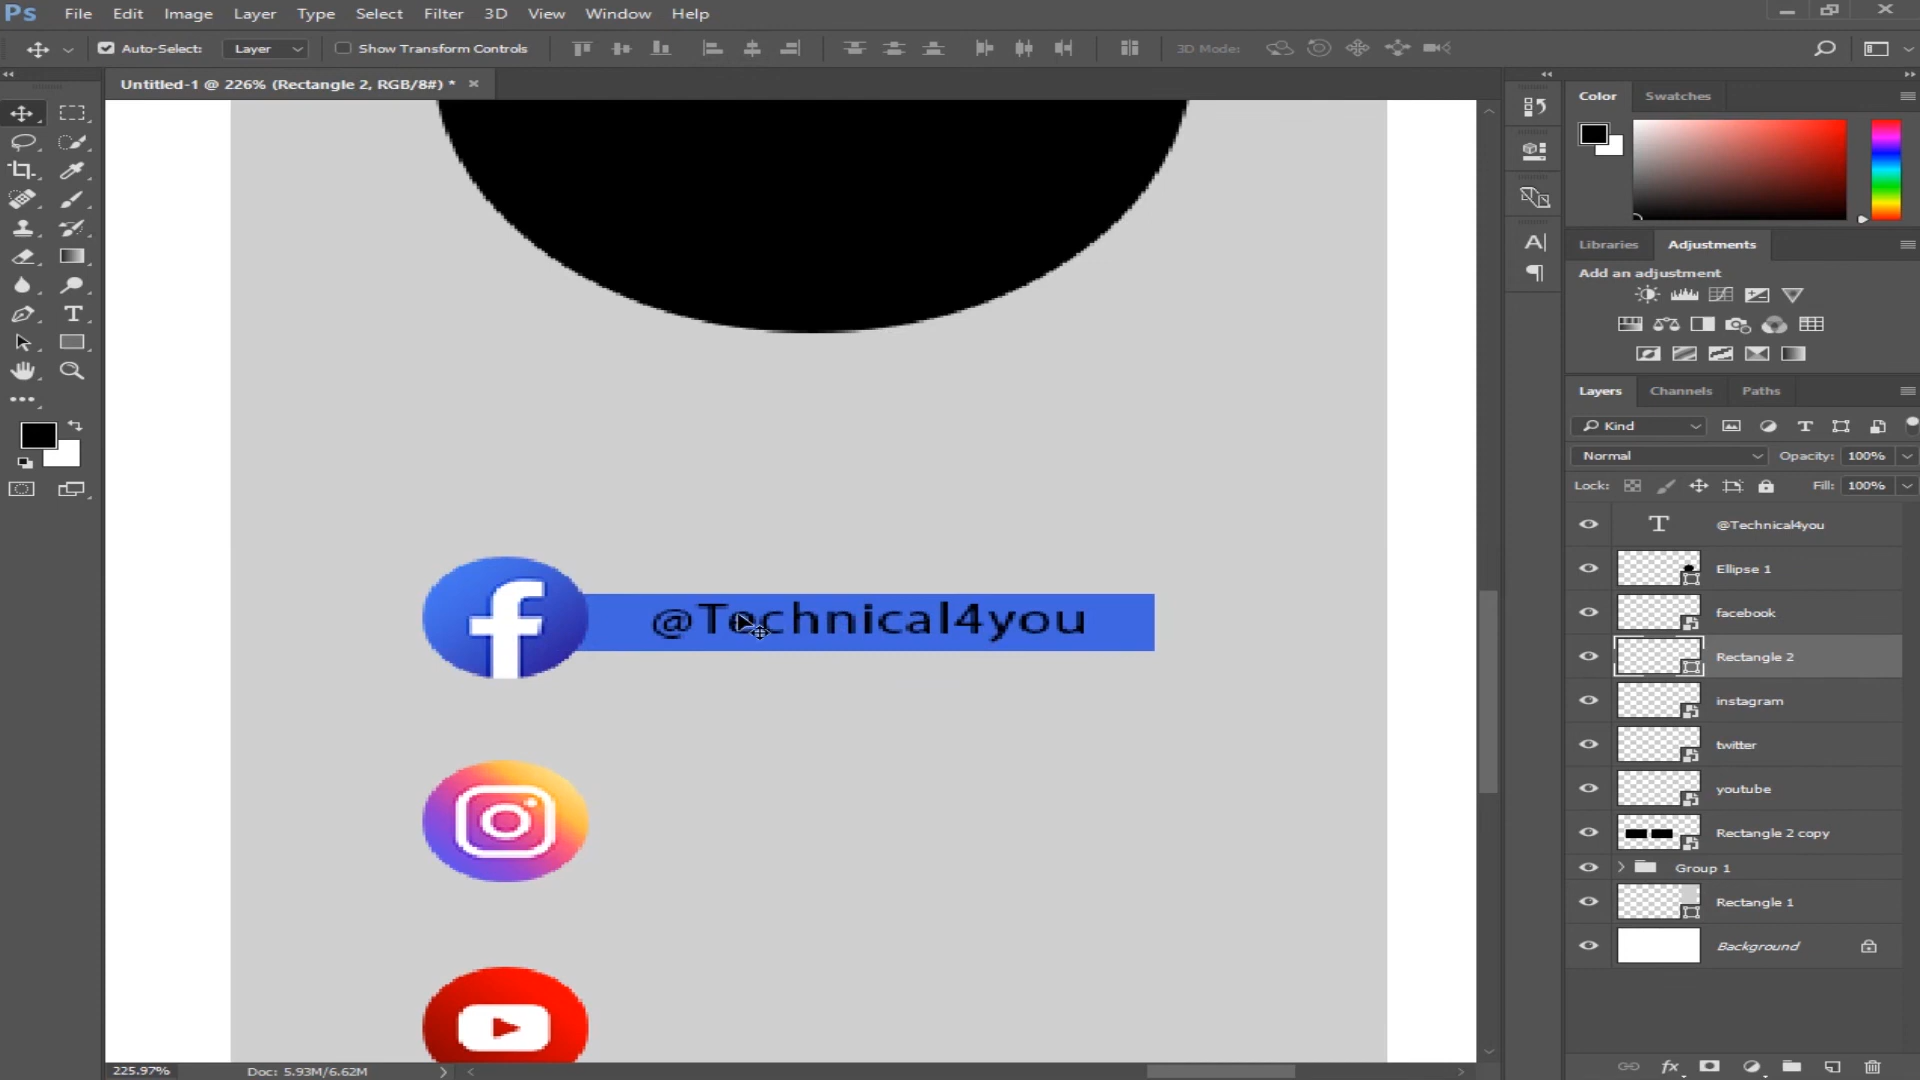 Ps File Edit Image Layer Type Select Filter 3D View Window Help
Auto-Select: Layer Show Transform Controls 3D Mode:
Untitled-1 @ 226% (Rectangle 2, RGB/8#) *
Color Swatches
Libraries Adjustments
Add an adjustment
Layers Channels Paths
Kind
Normal Opacity: 100%
Lock: Fill: 100%
@Technical4you
Ellipse 1
facebook
Rectangle 2
instagram
twitter
youtube
Rectangle 2 copy
Group 1
Rectangle 1
Background
@Technical4you
225.97% Doc: 5.93M/6.62M